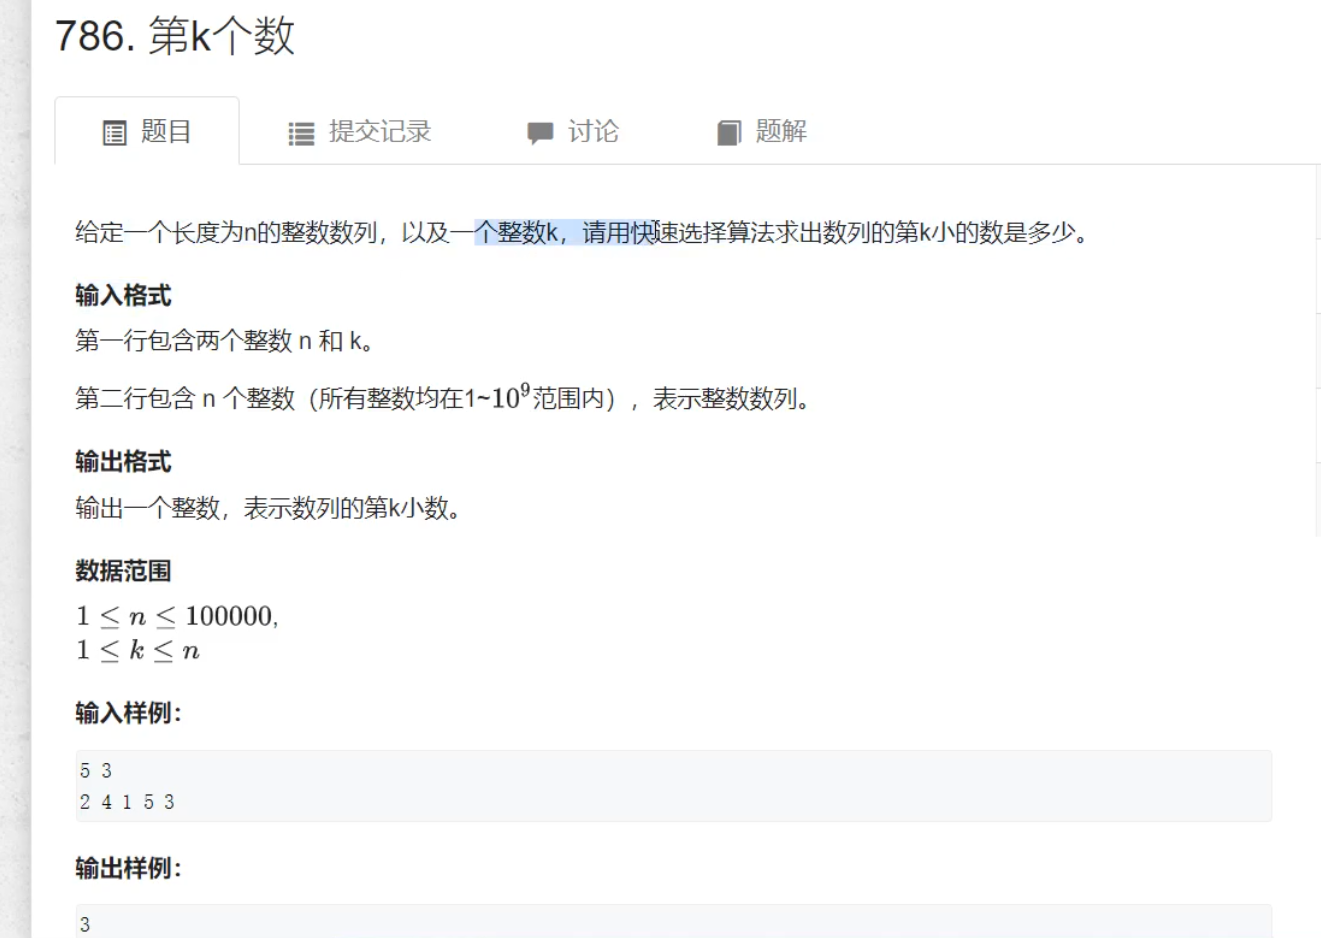 786. 第k个数
题目 提交记录 讨论 题解
给定一个长度为n的整数数列，以及一个整数k，请用快速选择算法求出数列的第k小的数是多少。
输入格式
第一行包含两个整数 n 和 k。
第二行包含 n 个整数（所有整数均在1~10⁹范围内），表示整数数列。
输出格式
输出一个整数，表示数列的第k小数。
数据范围
1 ≤ n ≤ 100000,
1 ≤ k ≤ n
输入样例：
5 3
2 4 1 5 3
输出样例：
3